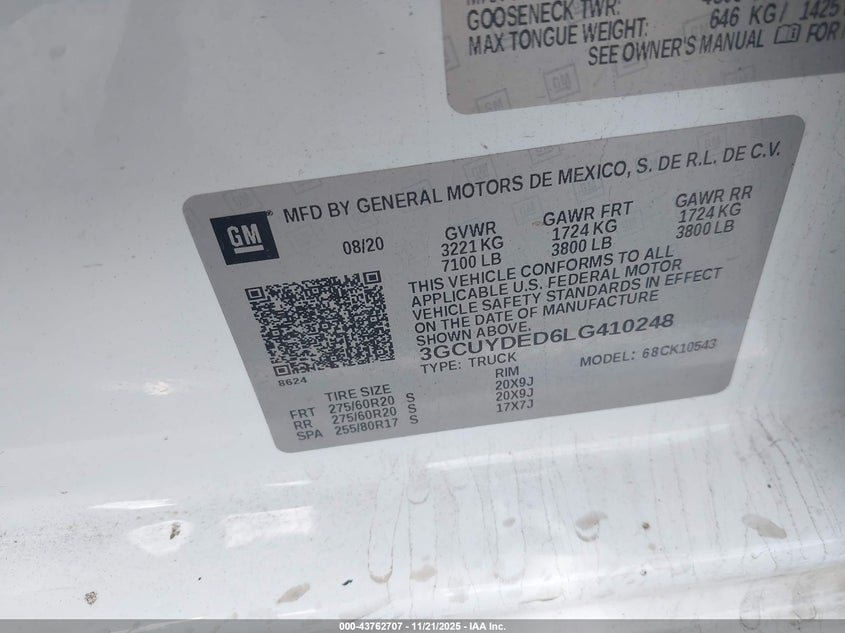 GOOSENECK TWR:
MAX TONGUE WEIGHT: 646 KG/ 1425
SEE OWNER'S MANUAL FOR
GM
MFD BY GENERAL MOTORS DE MEXICO, S. DE R.L. DE C.V.
08/20
GVWR GAWR FRT GAWR RR
3221 KG 1724 KG 1724 KG
7100 LB 3800 LB 3800 LB
THIS VEHICLE CONFORMS TO ALL
APPLICABLE U.S. FEDERAL MOTOR
VEHICLE SAFETY STANDARDS IN EFFECT
ON THE DATE OF MANUFACTURE
SHOWN ABOVE.
3GCUYDED6LG410248
TYPE: TRUCK MODEL: 68CK10543
8624
TIRE SIZE RIM
FRT 275/60R20 S 20X9J
RR 275/60R20 S 20X9J
SPA 255/80R17 S 17X7J
000-43762707 - 11/21/2025 - IAA Inc.